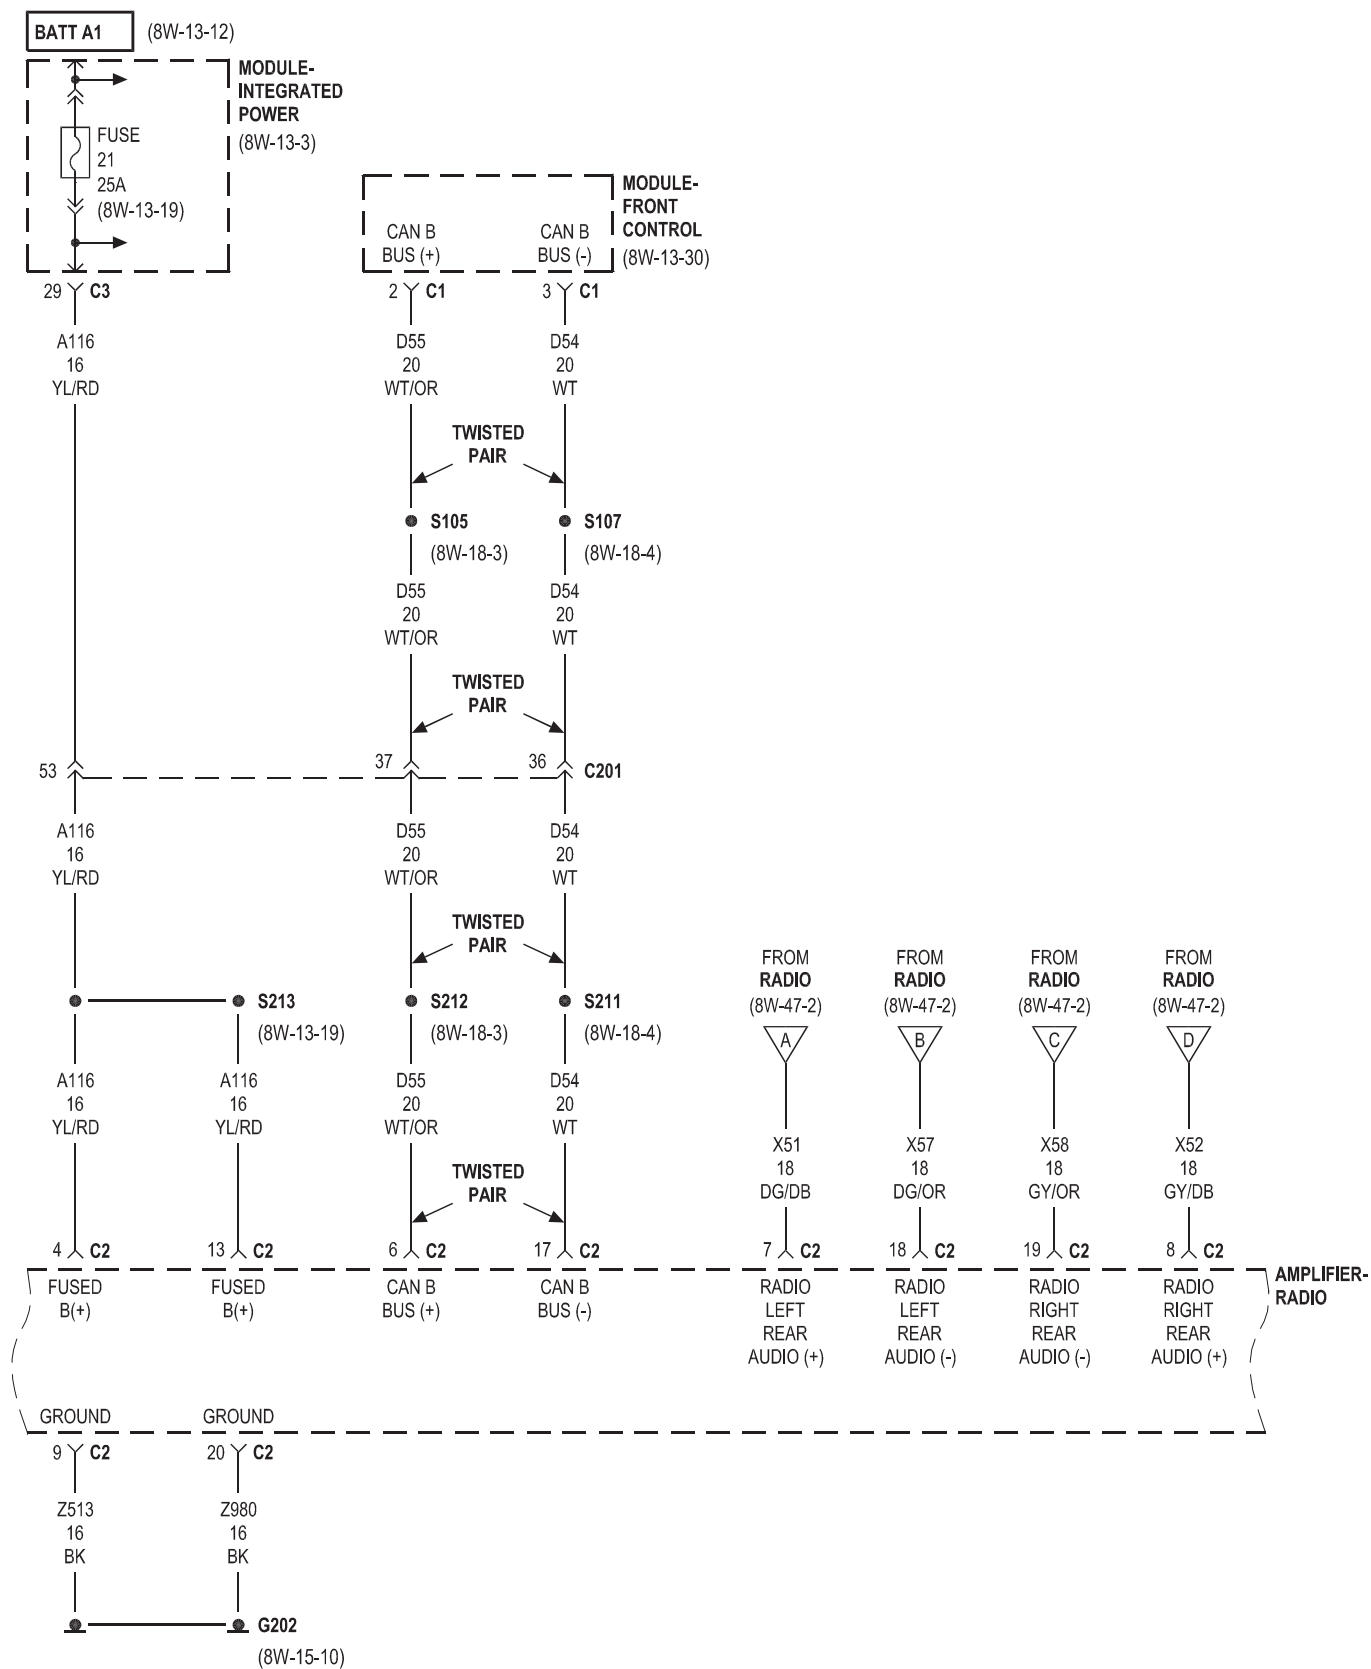 BATT A1 (8W-13-12)
MODULE-
INTEGRATED
POWER
(8W-13-3)
FUSE
21
25A
(8W-13-19)
MODULE-
FRONT
CONTROL
(8W-13-30)
CAN B
BUS (+)
CAN B
BUS (-)
29 C3
2 C1
3 C1
A116
16
YL/RD
D55
20
WT/OR
D54
20
WT
TWISTED
PAIR
S105
(8W-18-3)
S107
(8W-18-4)
D55
20
WT/OR
D54
20
WT
TWISTED
PAIR
53
37
36
C201
A116
16
YL/RD
D55
20
WT/OR
D54
20
WT
TWISTED
PAIR
S213
(8W-13-19)
S212
(8W-18-3)
S211
(8W-18-4)
FROM
RADIO
(8W-47-2)
A
FROM
RADIO
(8W-47-2)
B
FROM
RADIO
(8W-47-2)
C
FROM
RADIO
(8W-47-2)
D
A116
16
YL/RD
A116
16
YL/RD
D55
20
WT/OR
D54
20
WT
TWISTED
PAIR
X51
18
DG/DB
X57
18
DG/OR
X58
18
GY/OR
X52
18
GY/DB
4 C2
13 C2
6 C2
17 C2
7 C2
18 C2
19 C2
8 C2
AMPLIFIER-
RADIO
FUSED
B(+)
FUSED
B(+)
CAN B
BUS (+)
CAN B
BUS (-)
RADIO
LEFT
REAR
AUDIO (+)
RADIO
LEFT
REAR
AUDIO (-)
RADIO
RIGHT
REAR
AUDIO (-)
RADIO
RIGHT
REAR
AUDIO (+)
GROUND
GROUND
9 C2
20 C2
Z513
16
BK
Z980
16
BK
G202
(8W-15-10)